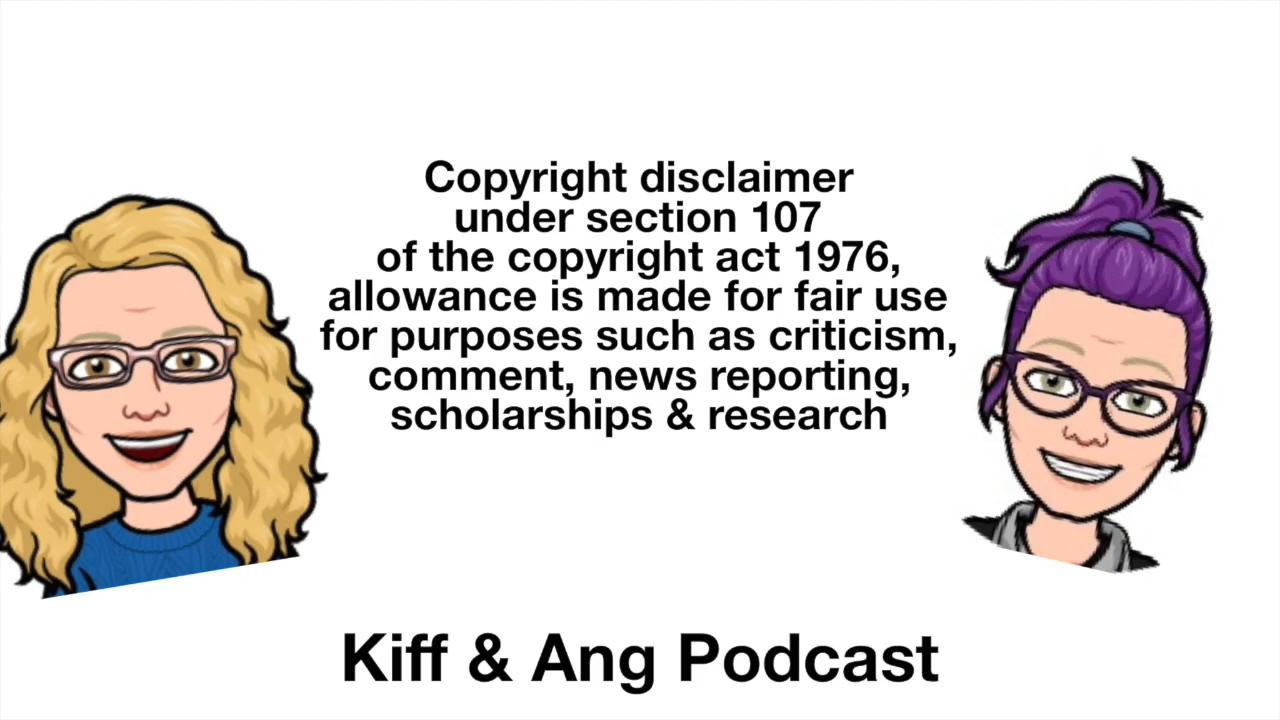 Copyright disclaimer
under section 107
of the copyright act 1976,
allowance is made for fair use
for purposes such as criticism,
comment, news reporting,
scholarships & research
Kiff & Ang Podcast